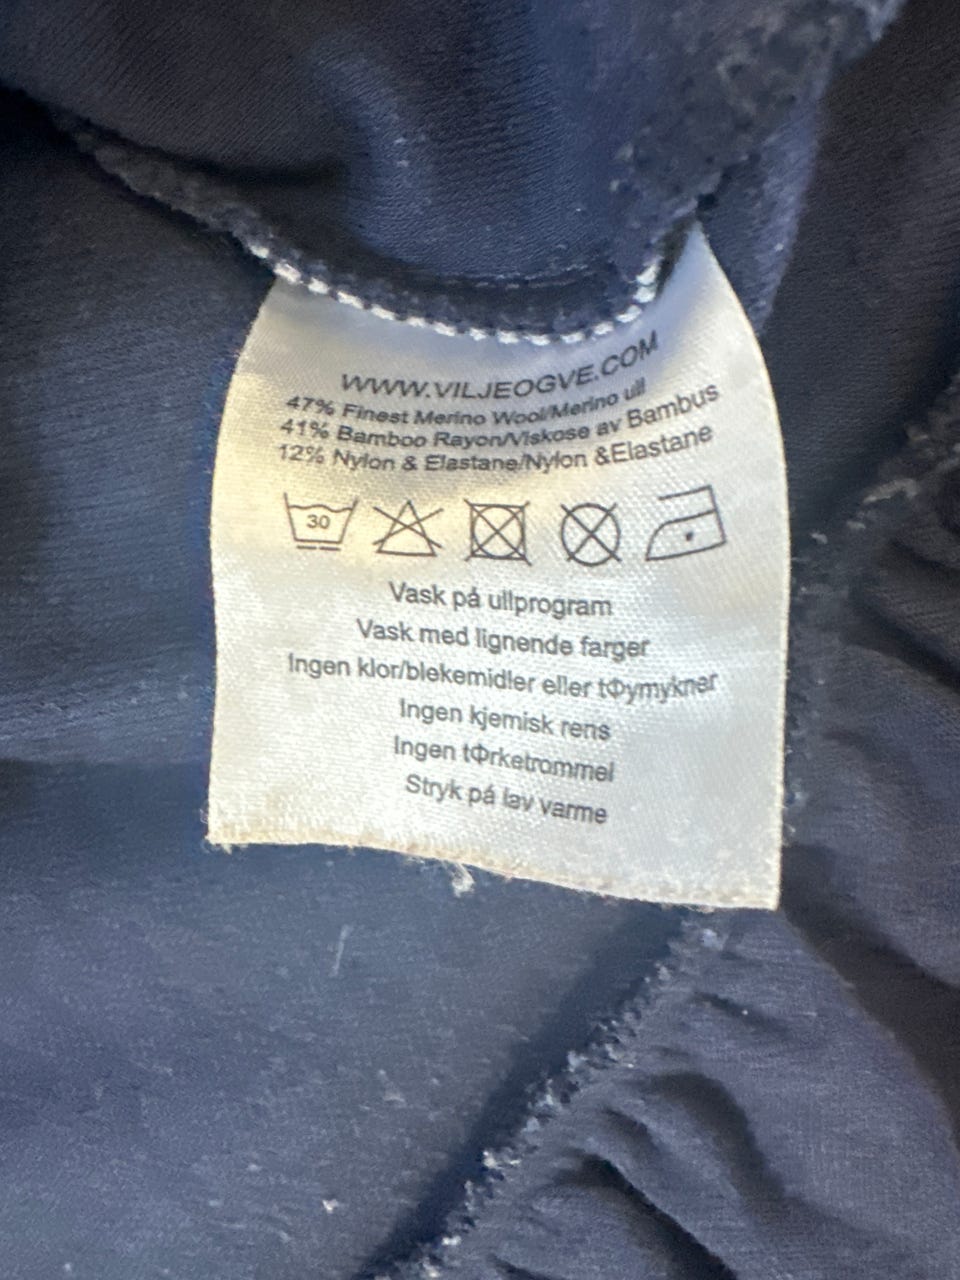 WWW.VILJEOGVE.COM
47% Finest Merino Wool/Merino ull
41% Bamboo Rayon/Viskose av Bambus
12% Nylon & Elastane/Nylon &Elastane
30
Vask på ullprogram
Vask med lignende farger
Ingen klor/blekemidler eller tΦymykner
Ingen kjemisk rens
Ingen tΦrketrommel
Stryk på lav varme